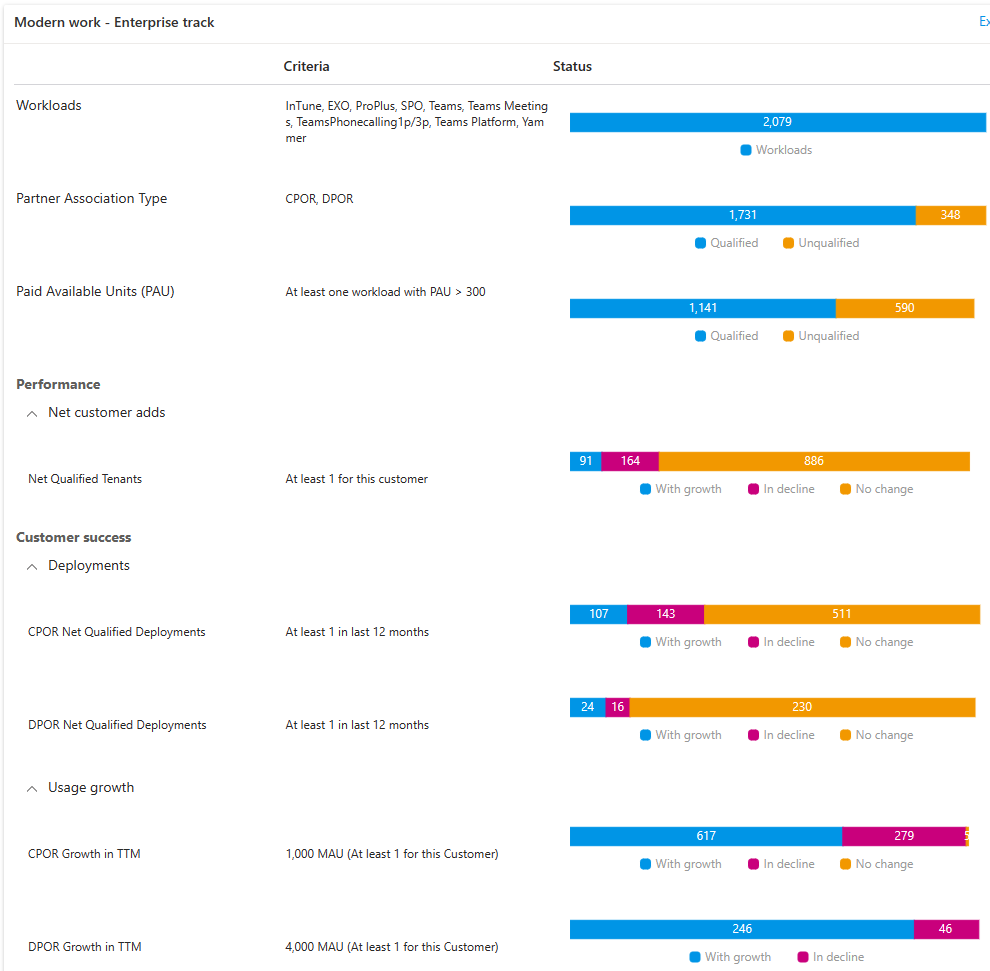 Modern work - Enterprise track
Ex
Criteria
Status
Workloads
InTune, EXO, ProPlus, SPO, Teams, Teams Meeting
s, TeamsPhonecalling1p/3p, Teams Platform, Yam
mer
2,079
Workloads
Partner Association Type
CPOR, DPOR
1,731
348
Qualified
Unqualified
Paid Available Units (PAU)
At least one workload with PAU > 300
1,141
590
Qualified
Unqualified
Performance
Net customer adds
Net Qualified Tenants
At least 1 for this customer
91
164
886
With growth
In decline
No change
Customer success
Deployments
CPOR Net Qualified Deployments
At least 1 in last 12 months
107
143
511
With growth
In decline
No change
DPOR Net Qualified Deployments
At least 1 in last 12 months
24
16
230
With growth
In decline
No change
Usage growth
CPOR Growth in TTM
1,000 MAU (At least 1 for this Customer)
617
279
With growth
In decline
No change
DPOR Growth in TTM
4,000 MAU (At least 1 for this Customer)
246
46
With growth
In decline